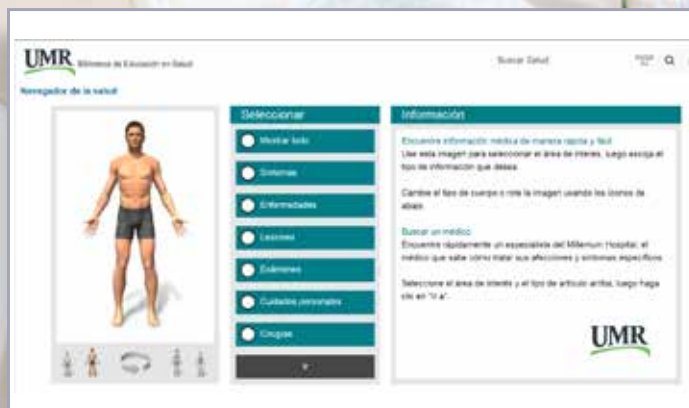 UMR Biblioteca de Educación en Salud
Buscar Salud
Navegador de la salud
Seleccionar
Mostrar todo
Síntomas
Enfermedades
Lesiones
Exámenes
Cuidados personales
Cirugías
Información
Encuentre información médica de manera rápida y fácil
Use esta imagen para seleccionar el área de interés, luego escoja el
tipo de información que desea.
Cambie el tipo de cuerpo o rote la imagen usando los íconos de
abajo.
Buscar un médico
Encuentre rápidamente un especialista del Millenium Hospital, el
médico que sabe cómo tratar sus afecciones y síntomas específicos.
Seleccione el área de interés y el tipo de artículo arriba, luego haga
clic en "Ir a".
UMR